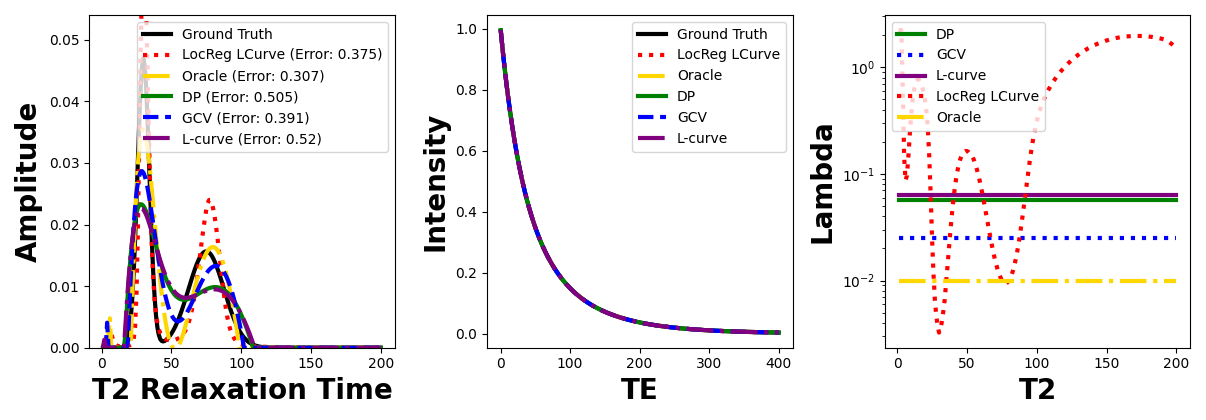 Amplitude
0.05
0.04
0.03
0.02
0.01
0.00
0
50
100
150
200
T2 Relaxation Time
Ground Truth
LocReg LCurve (Error: 0.375)
Oracle (Error: 0.307)
DP (Error: 0.505)
GCV (Error: 0.391)
L-curve (Error: 0.52)
Intensity
1.0
0.8
0.6
0.4
0.2
0.0
0
100
200
300
400
TE
Ground Truth
LocReg LCurve
Oracle
DP
GCV
L-curve
Lambda
10⁰
10⁻¹
10⁻²
0
50
100
150
200
T2
DP
GCV
L-curve
LocReg LCurve
Oracle